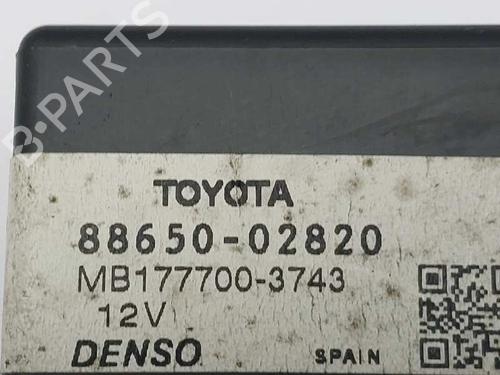 B-PARTS
TOYOTA
88650-02820
MB177700-3743
12V
DENSO SPAIN